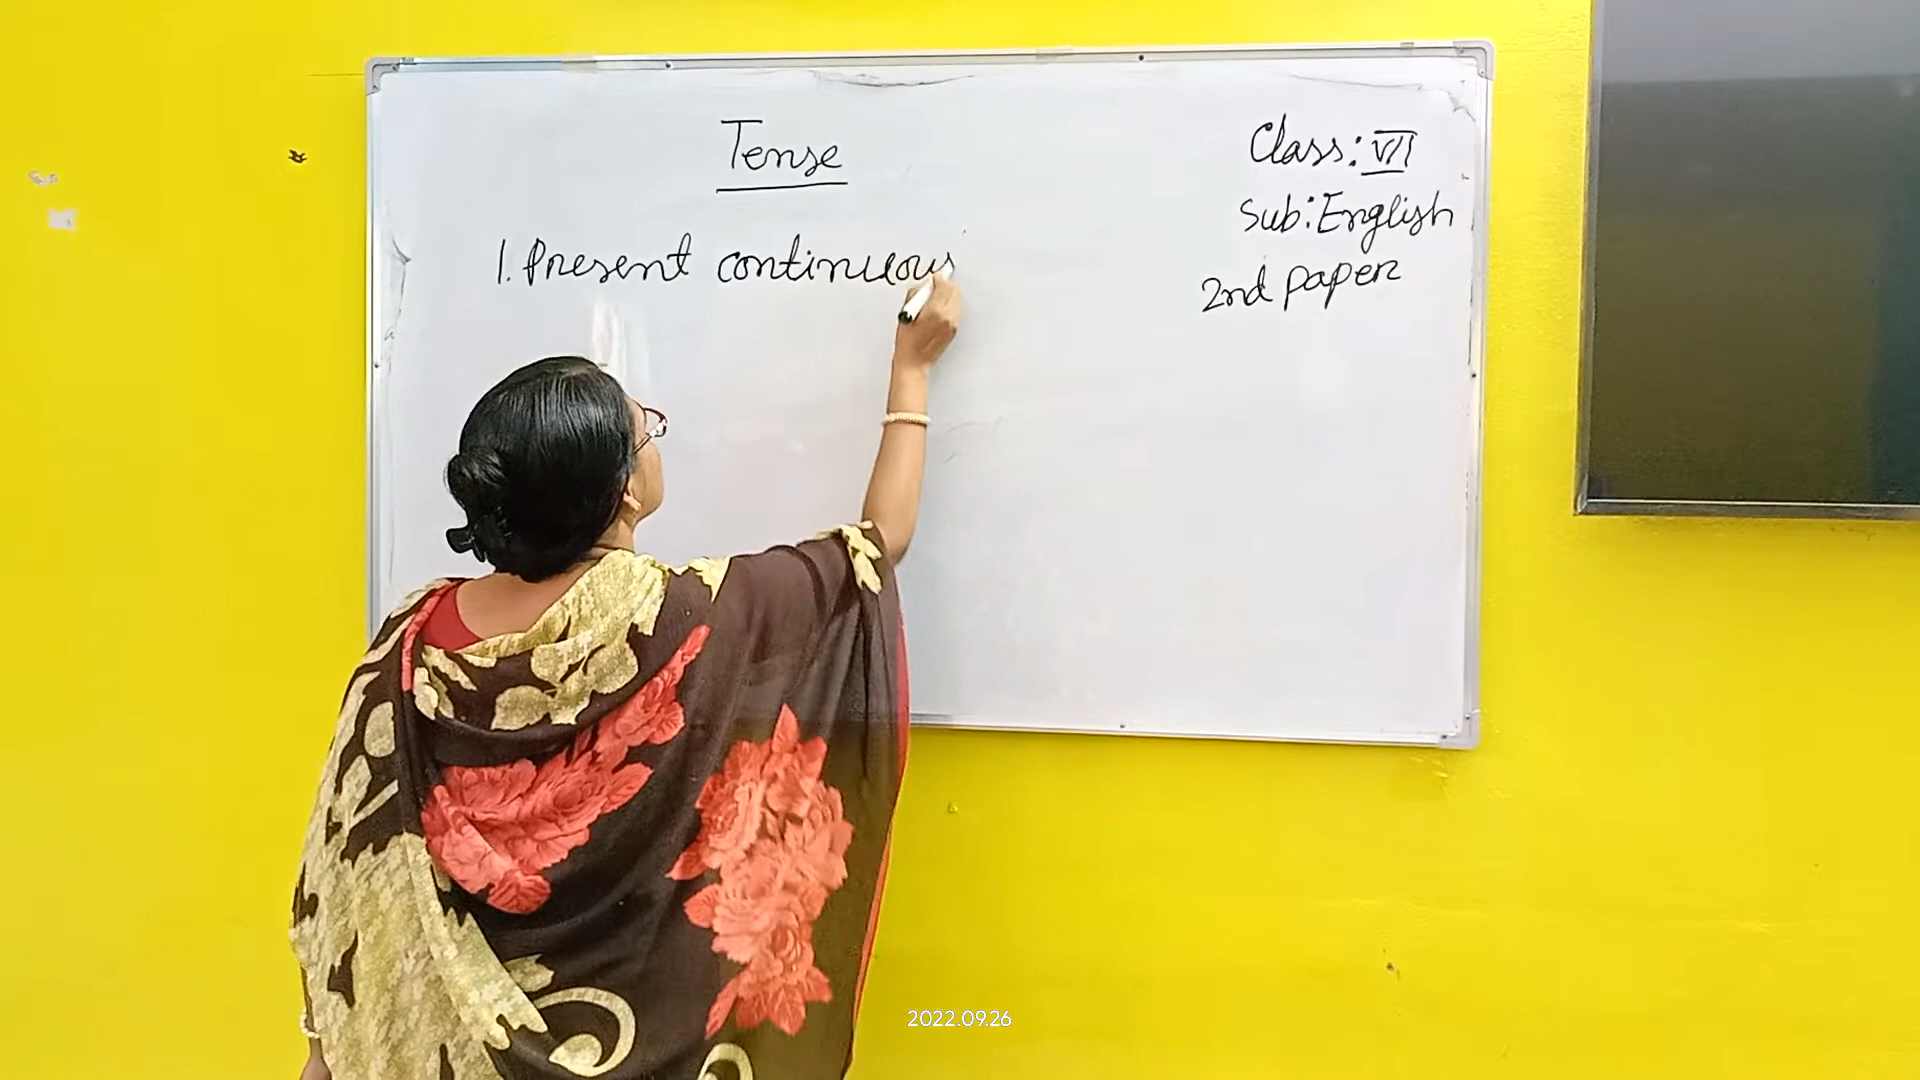 Tense
1. Present continuous
Class: VII
Sub: English
2nd paper
2022.09.26